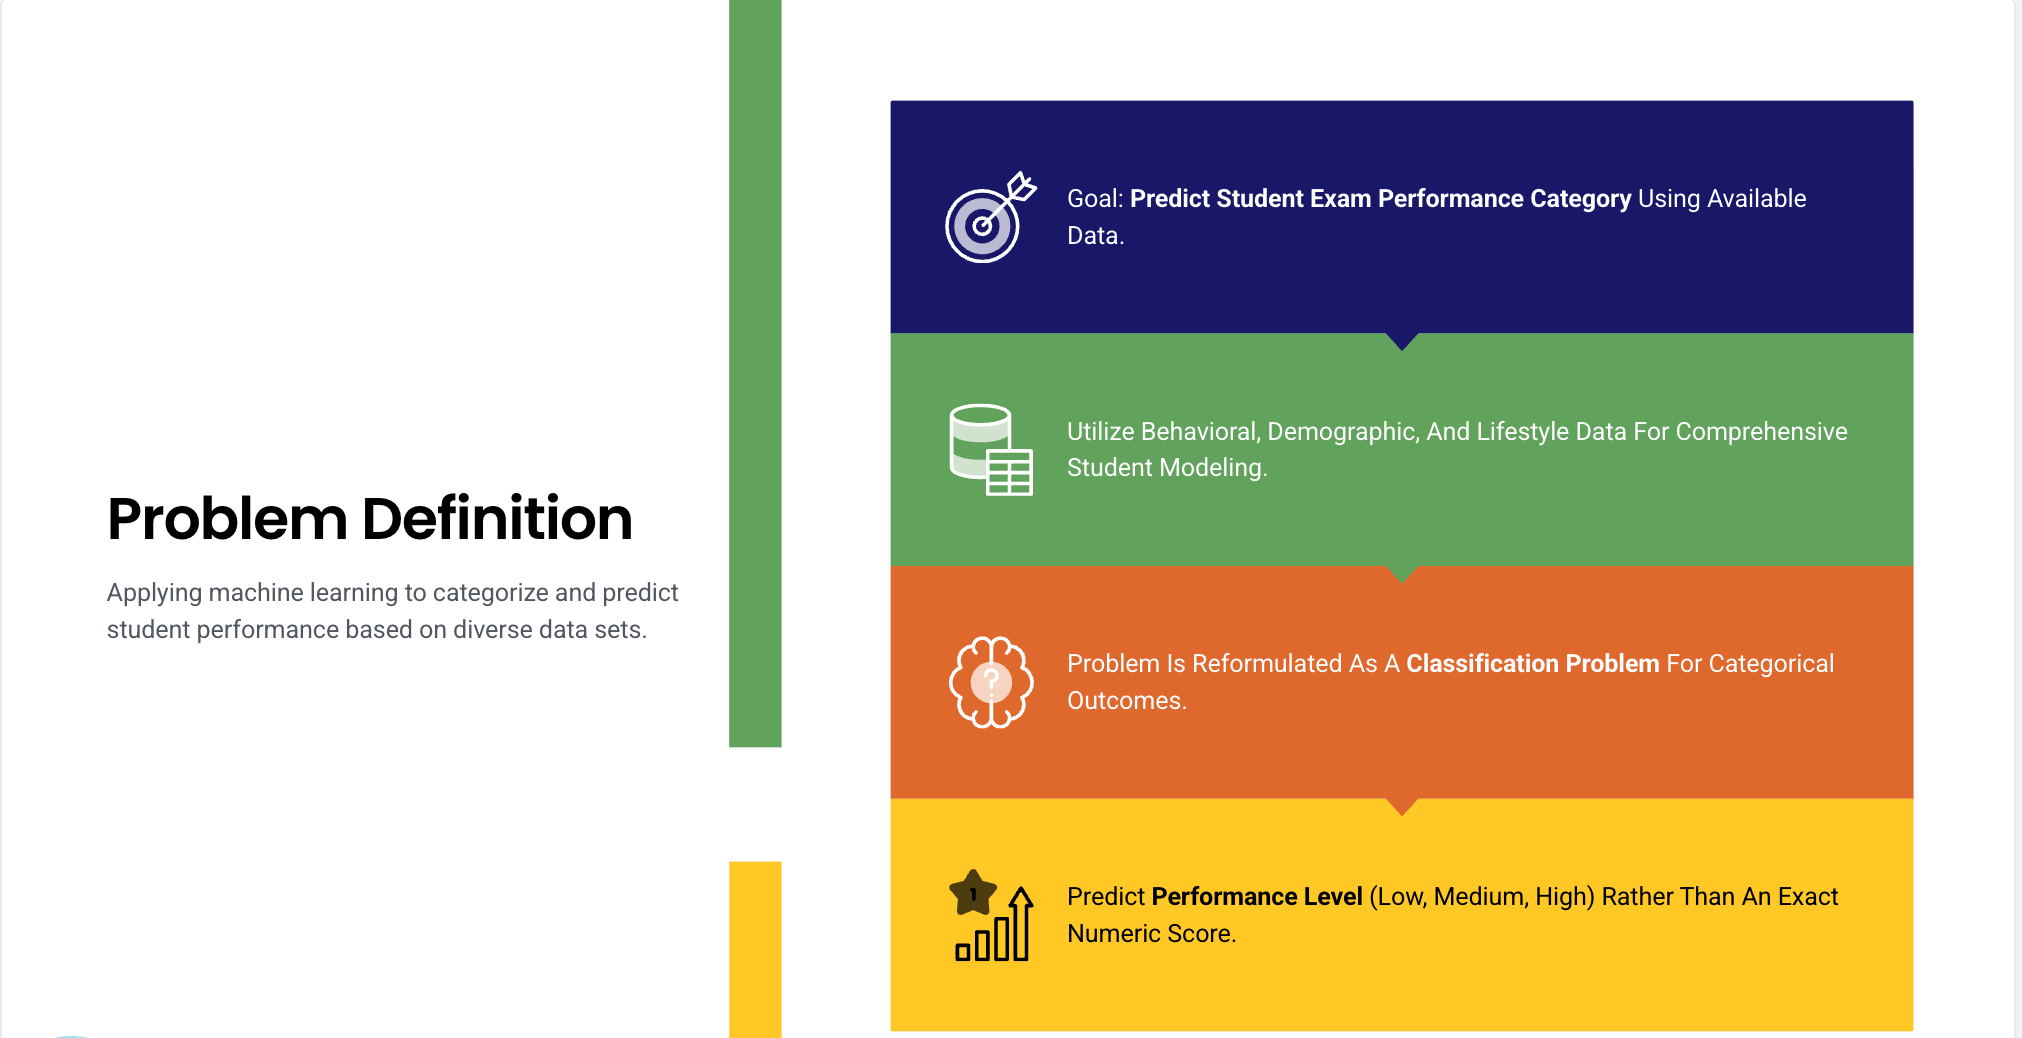 Problem Definition
Applying machine learning to categorize and predict
student performance based on diverse data sets.
Goal: Predict Student Exam Performance Category Using Available
Data.
Utilize Behavioral, Demographic, And Lifestyle Data For Comprehensive
Student Modeling.
?
Problem Is Reformulated As A Classification Problem For Categorical
Outcomes.
1
Predict Performance Level (Low, Medium, High) Rather Than An Exact
Numeric Score.